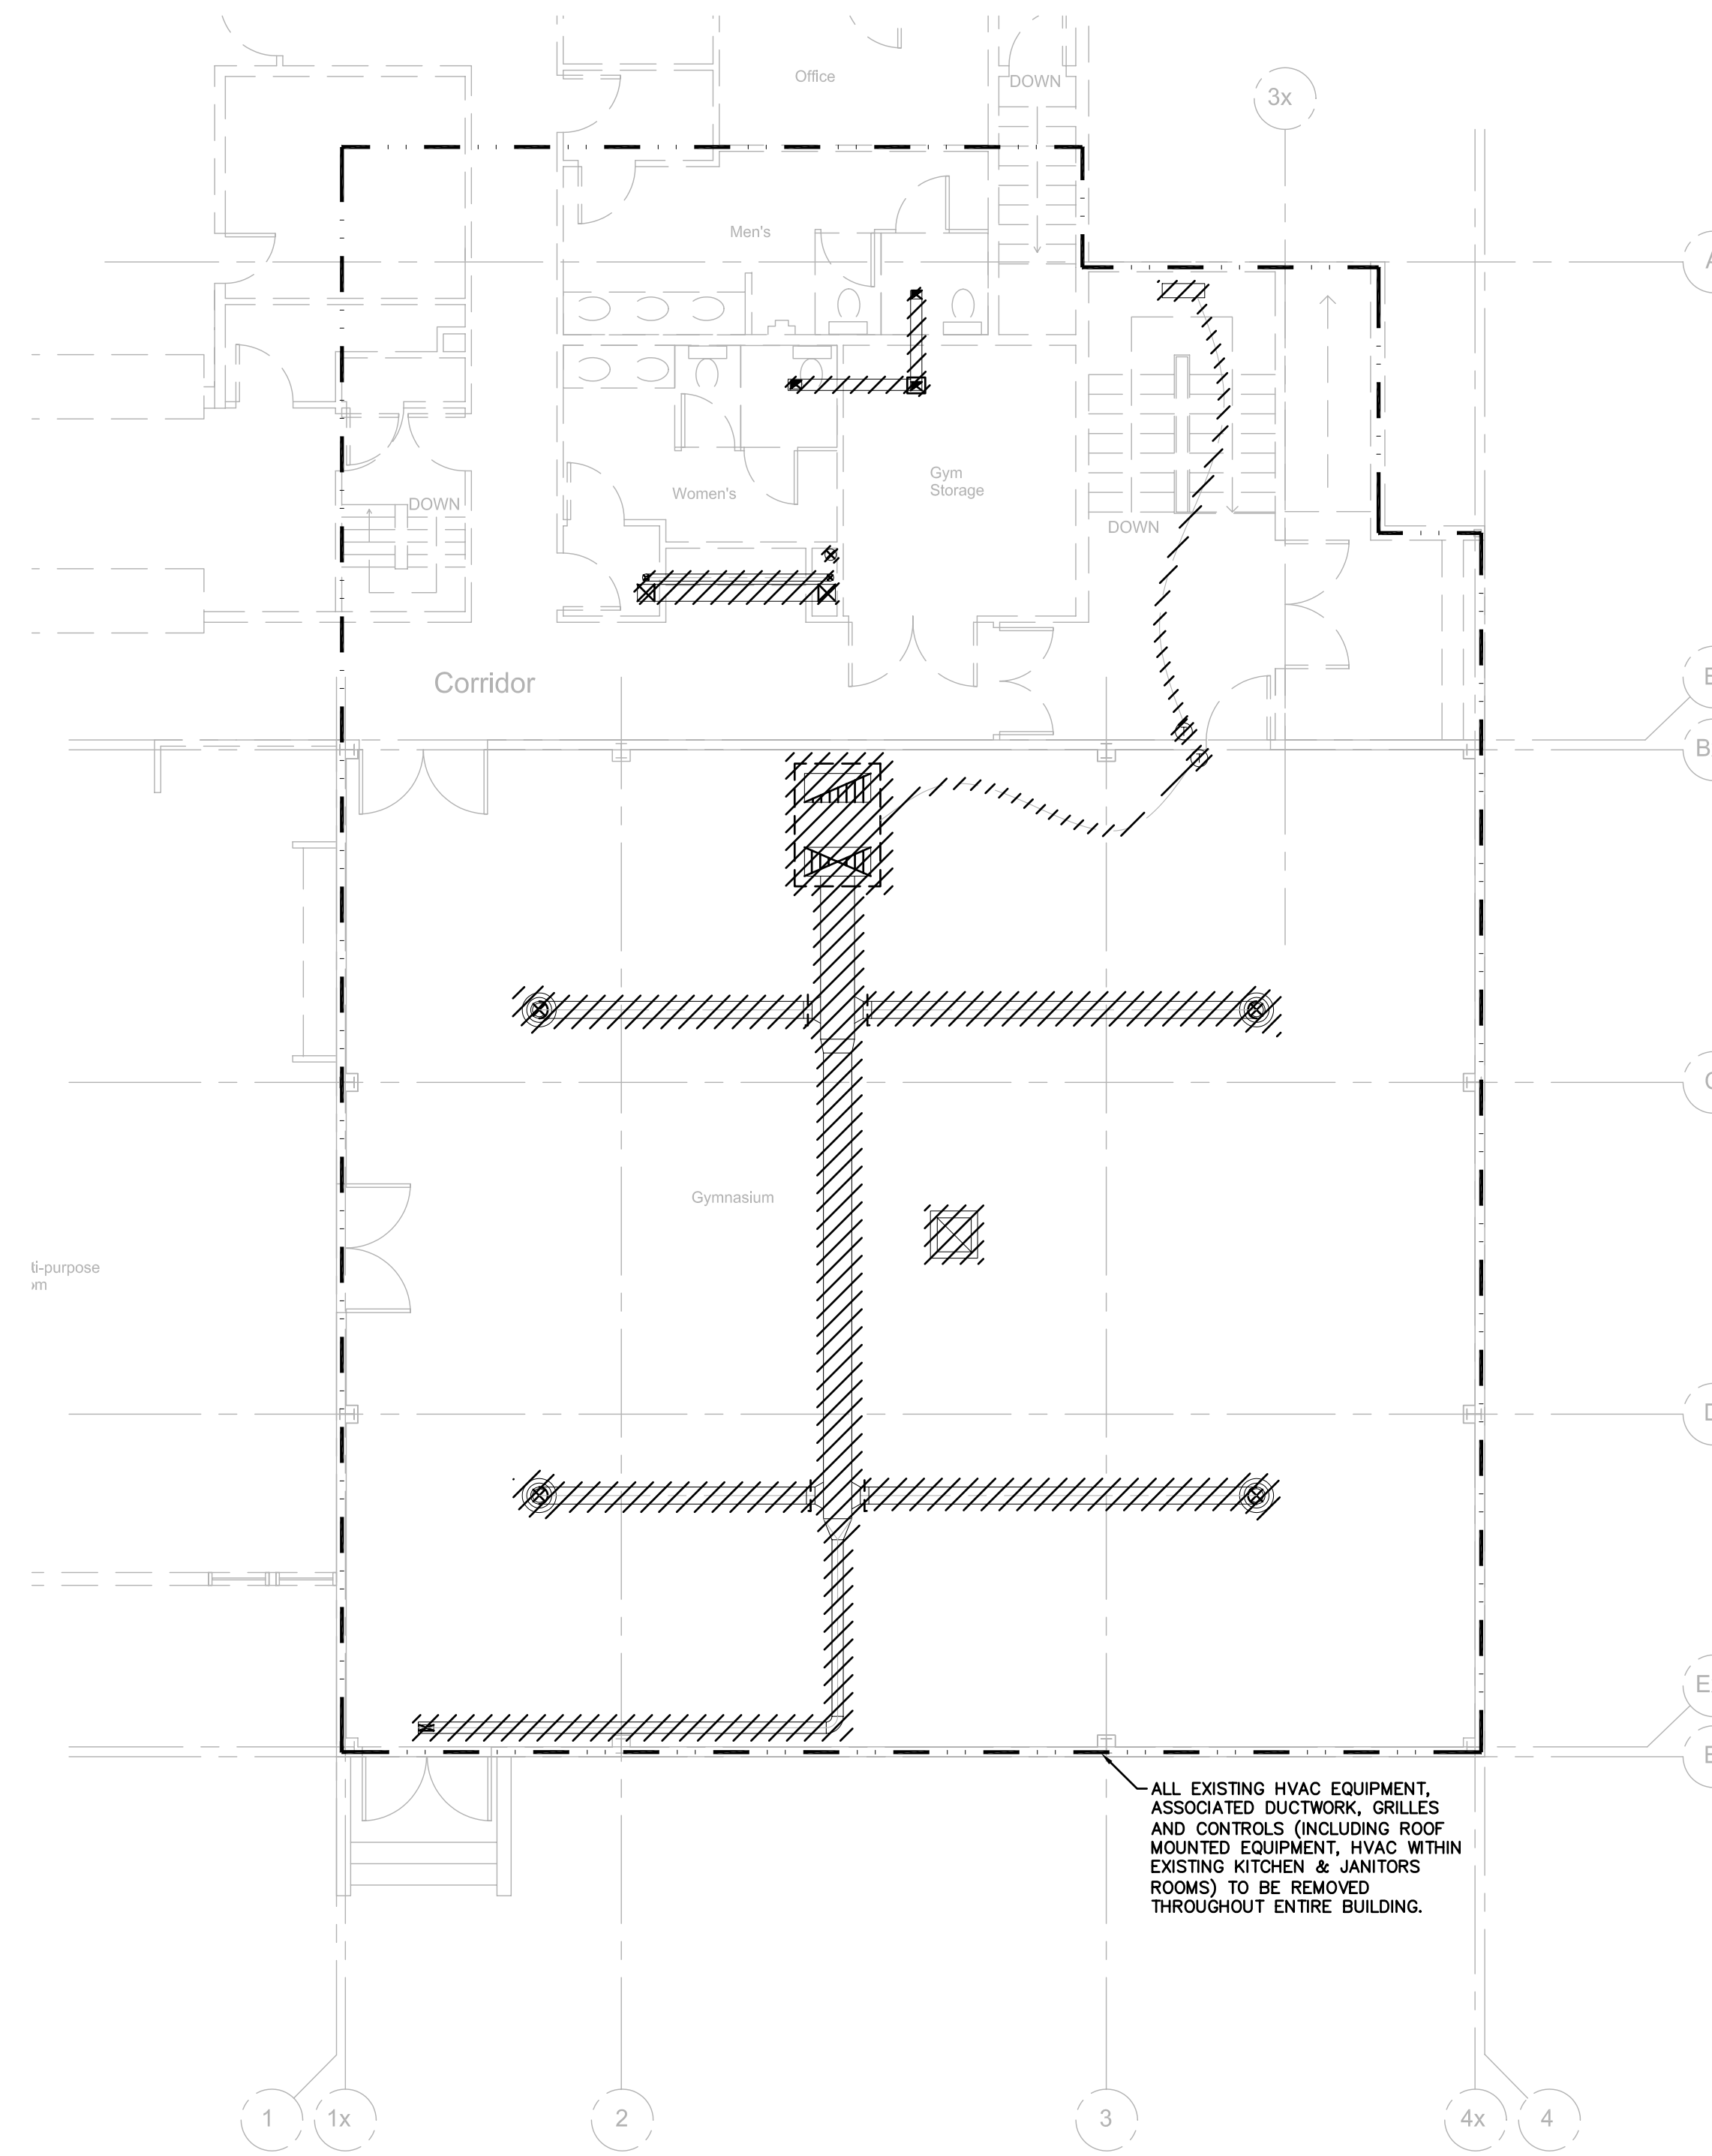 Office
DOWN
3x
Men's
A
Gym
Storage
Women's
DOWN
DOWN
Corridor
B
Gymnasium
ti-purpose
D
E
ALL EXISTING HVAC EQUIPMENT,
ASSOCIATED DUCTWORK, GRILLES
AND CONTROLS (INCLUDING ROOF
MOUNTED EQUIPMENT, HVAC WITHIN
EXISTING KITCHEN & JANITORS
ROOMS) TO BE REMOVED
THROUGHOUT ENTIRE BUILDING.
1
1x
2
3
4x
4